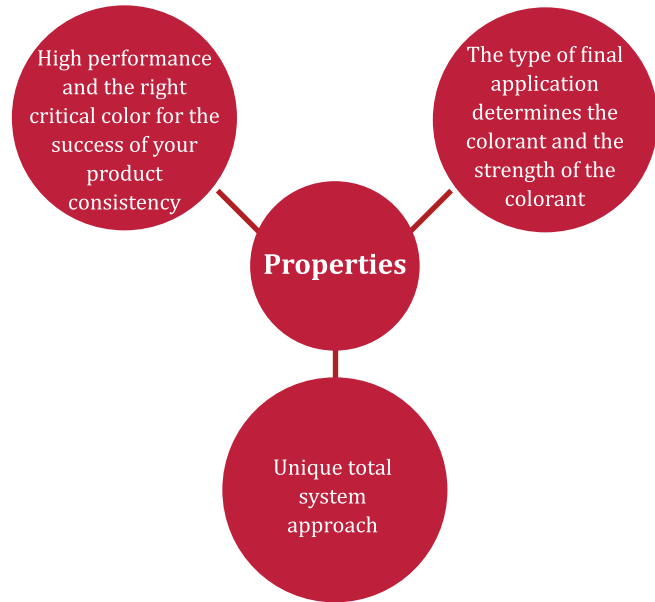 High performance
and the right
critical color for the
success of your
product
consistency
The type of final
application
determines the
colorant and the
strength of the
colorant
Properties
Unique total
system
approach